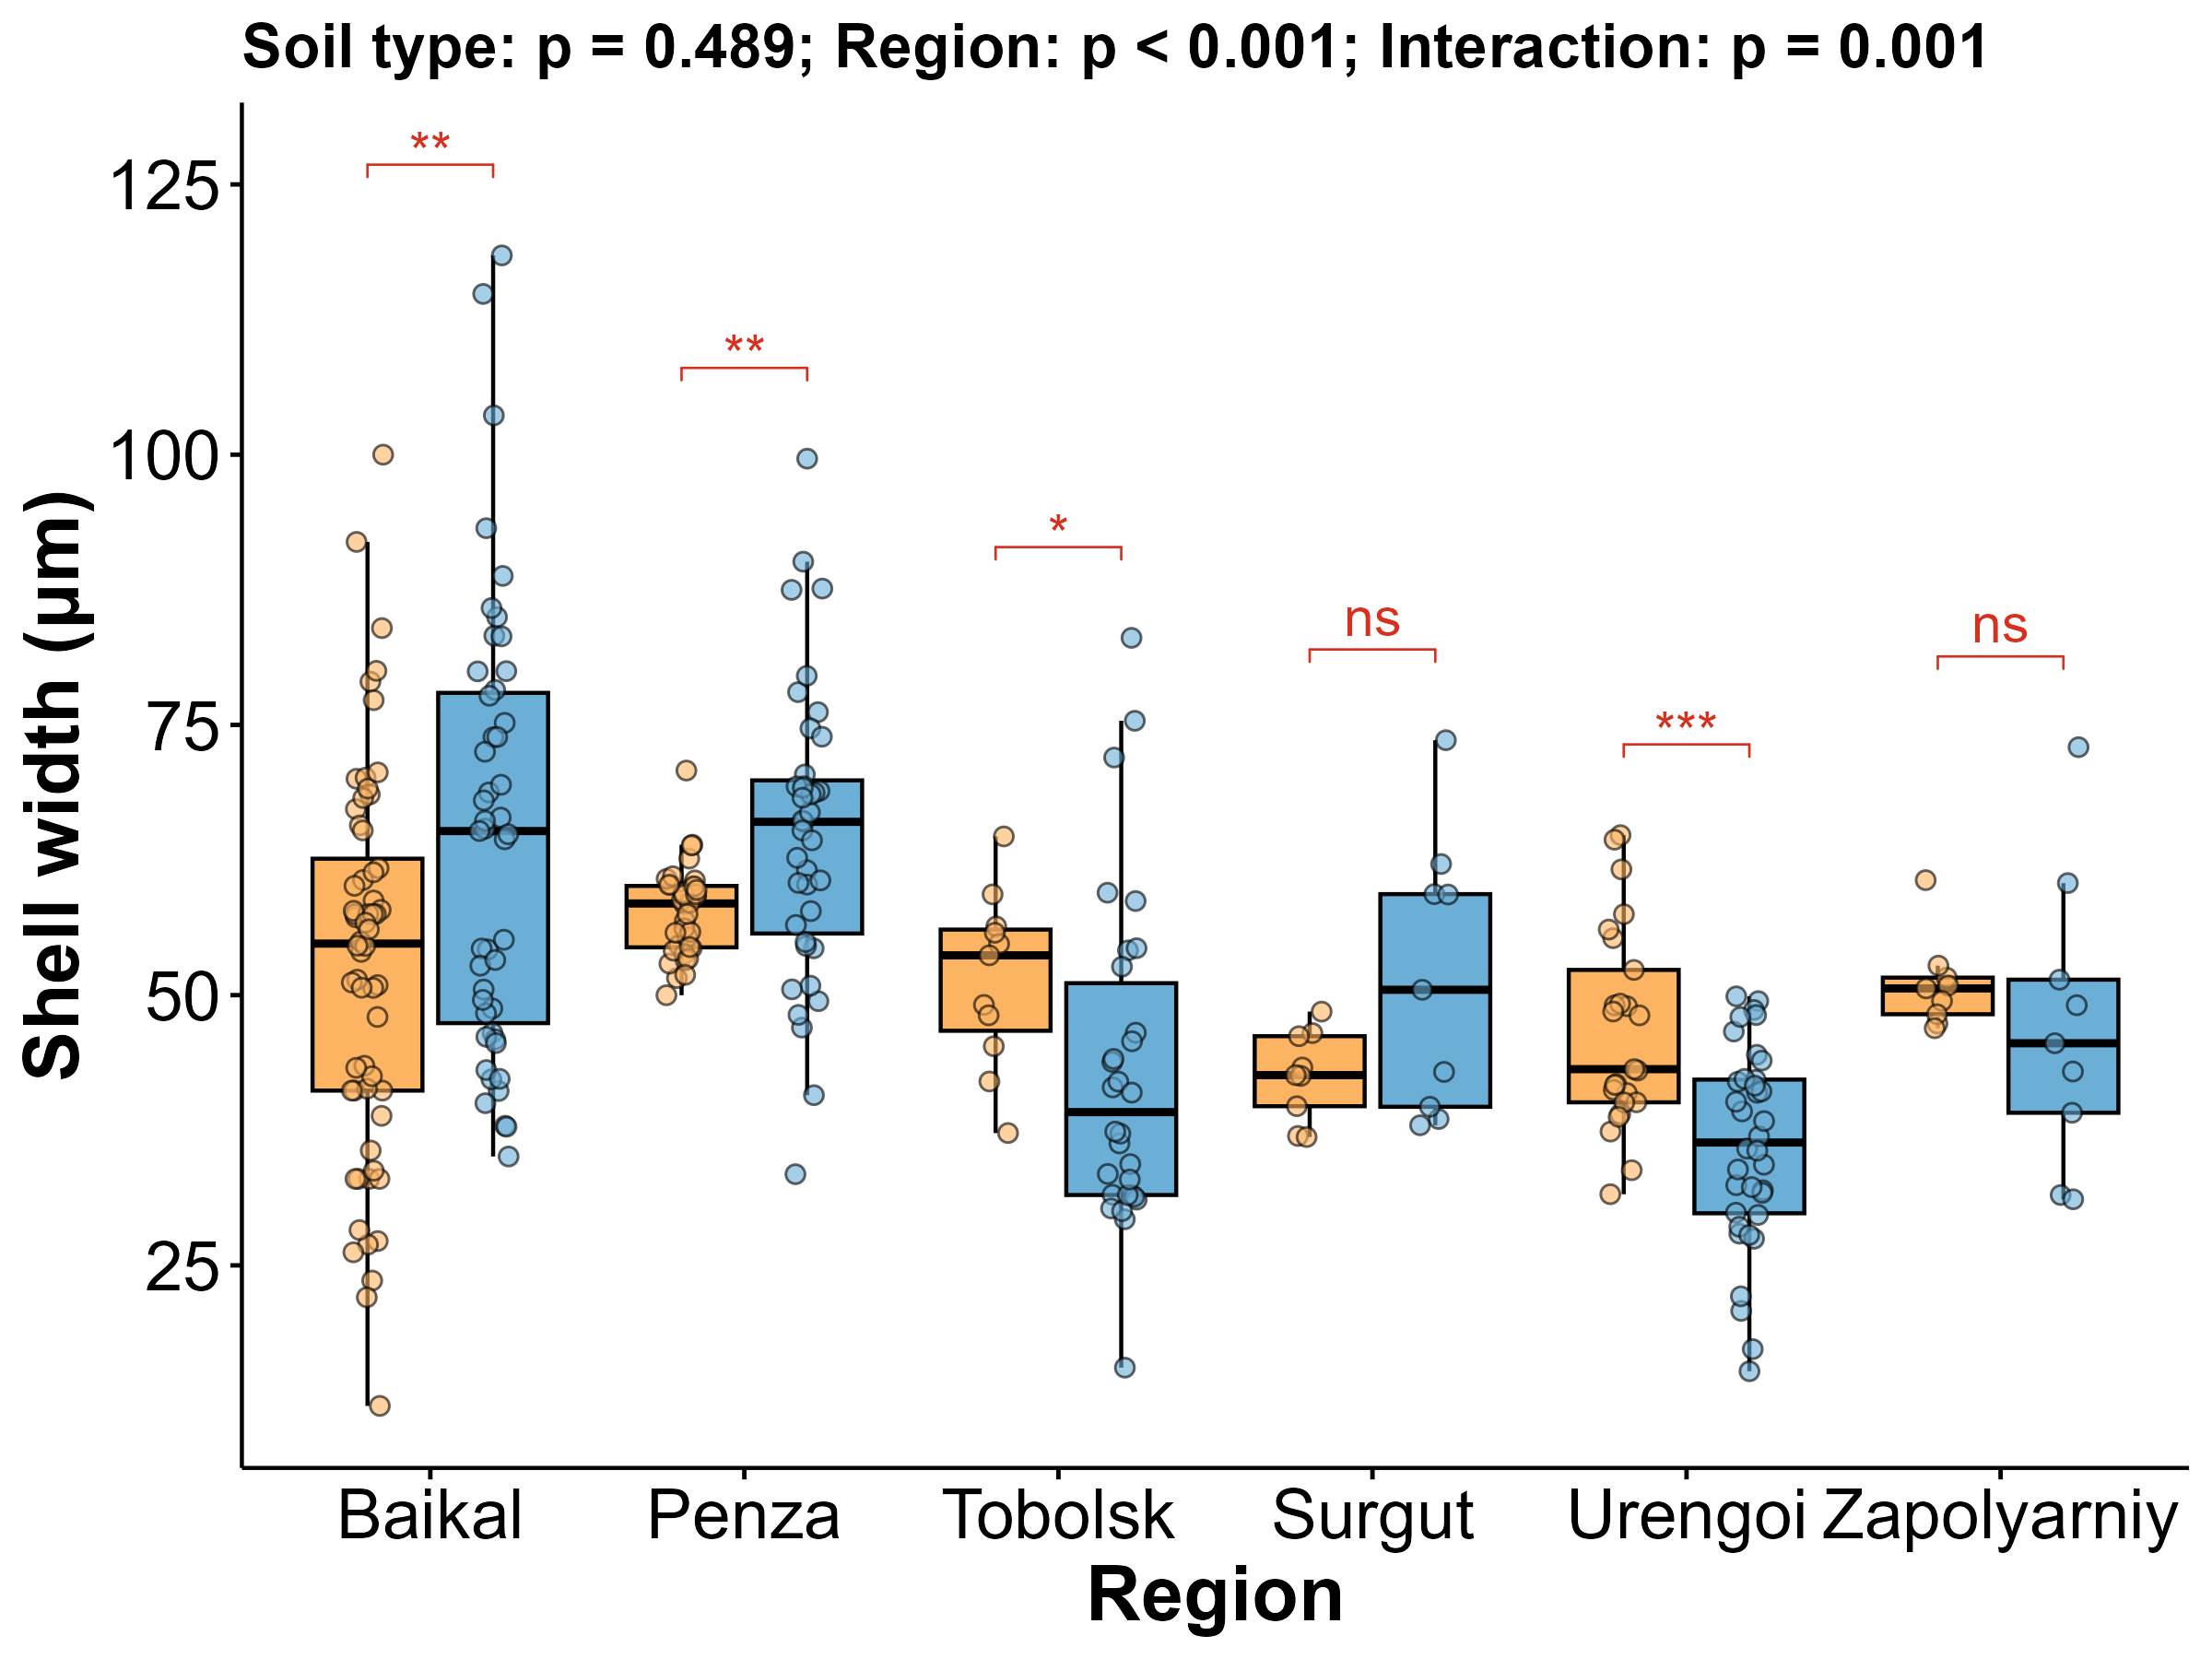 Soil type: p = 0.489; Region: p < 0.001; Interaction: p = 0.001
Shell width (µm)
125
100
75
50
25
**
**
*
ns
***
ns
Baikal
Penza
Tobolsk
Surgut
Urengoi
Zapolyarniy
Region